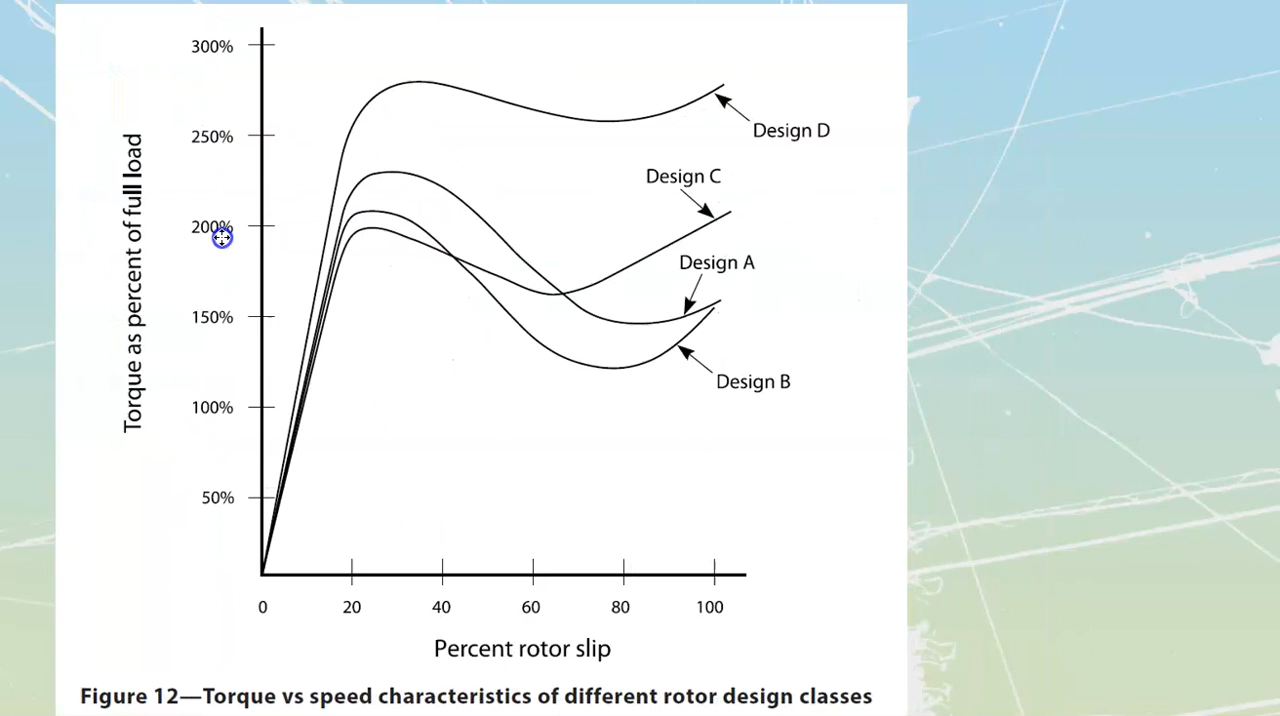 300%
250%
200%
150%
100%
50%
Torque as percent of full load
Design D
Design C
Design A
Design B
0 20 40 60 80 100
Percent rotor slip
Figure 12—Torque vs speed characteristics of different rotor design classes